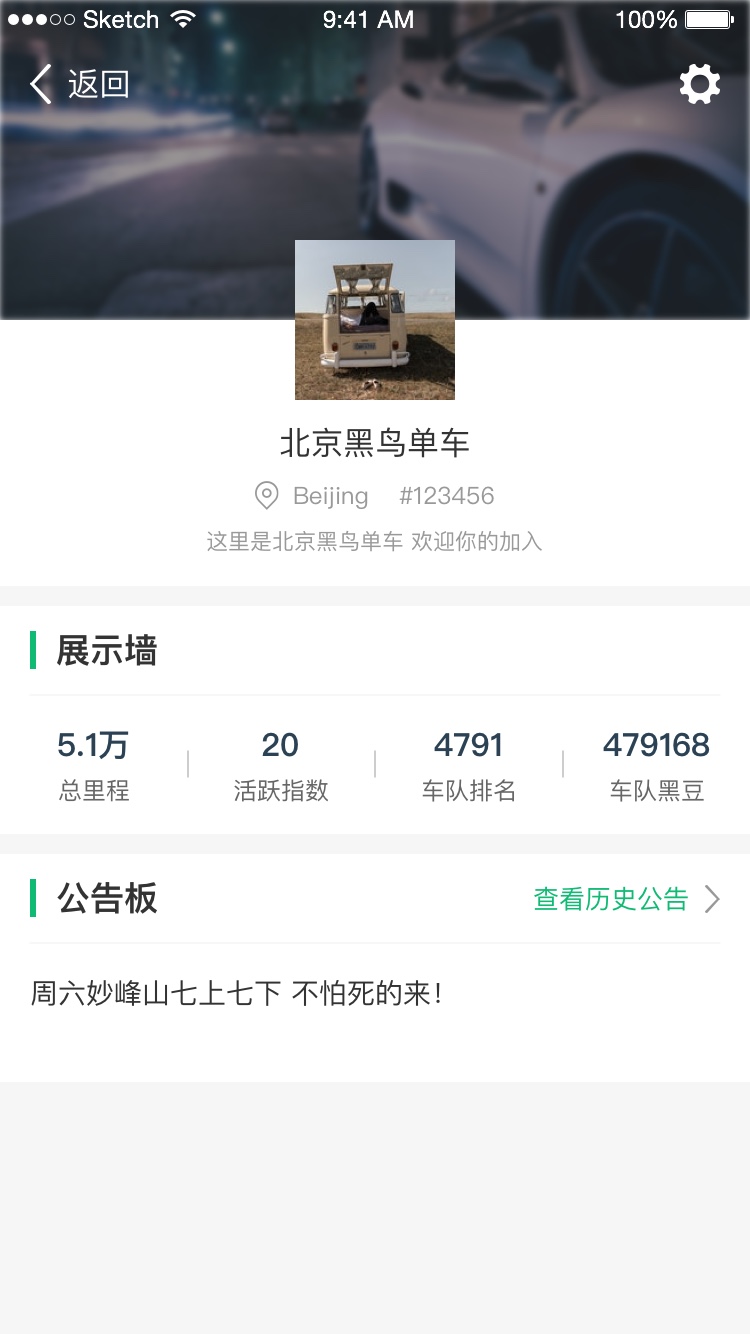 Sketch 9:41 AM 100%
返回
北京黑鸟单车
Beijing #123456
这里是北京黑鸟单车 欢迎你的加入
展示墙
5.1万 20 4791 479168
总里程 活跃指数 车队排名 车队黑豆
公告板 查看历史公告
周六妙峰山七上七下 不怕死的来！